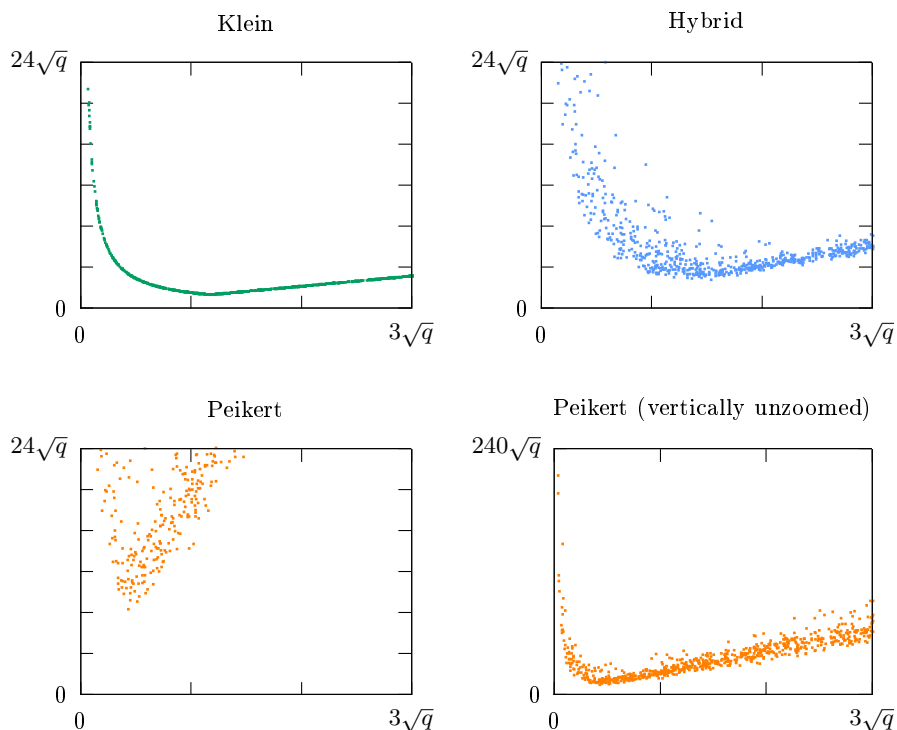 Klein
24√q
0
0
3√q
Hybrid
24√q
0
0
3√q
Peikert
24√q
0
0
3√q
Peikert (vertically unzoomed)
240√q
0
0
3√q